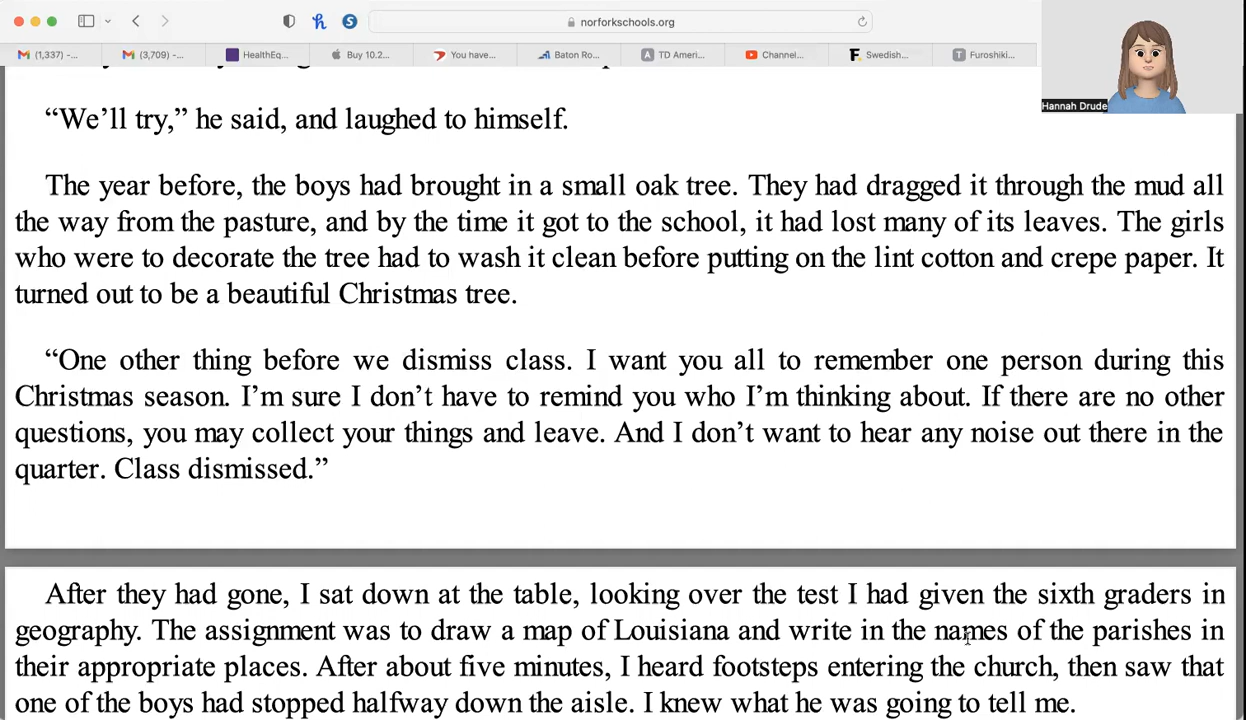 norforkschools.org
(1,337) -...
(3,709) -...
HealthEq...
Buy 10.2...
You have...
Baton Ro...
TD Ameri...
Channel...
Swedish...
Furoshiki...
Hannah Drude
“We’ll try,” he said, and laughed to himself.
The year before, the boys had brought in a small oak tree. They had dragged it through the mud all
the way from the pasture, and by the time it got to the school, it had lost many of its leaves. The girls
who were to decorate the tree had to wash it clean before putting on the lint cotton and crepe paper. It
turned out to be a beautiful Christmas tree.
“One other thing before we dismiss class. I want you all to remember one person during this
Christmas season. I’m sure I don’t have to remind you who I’m thinking about. If there are no other
questions, you may collect your things and leave. And I don’t want to hear any noise out there in the
quarter. Class dismissed.”
After they had gone, I sat down at the table, looking over the test I had given the sixth graders in
geography. The assignment was to draw a map of Louisiana and write in the names of the parishes in
their appropriate places. After about five minutes, I heard footsteps entering the church, then saw that
one of the boys had stopped halfway down the aisle. I knew what he was going to tell me.